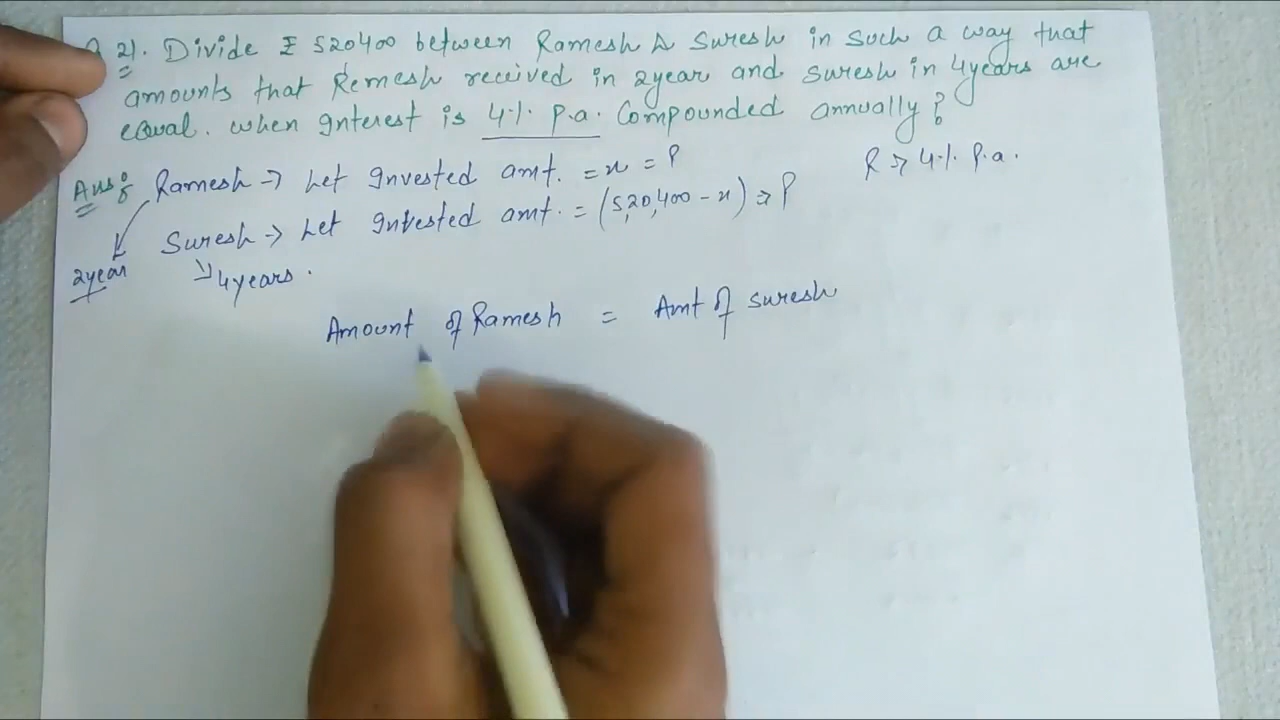 Q 21. Divide ₹ 520400 between Ramesh & Suresh in such a way that
amounts that Remesh received in 2year and suresh in 4years are
equal. when Interest is 4% p.a. Compounded annually?
Ans: Ramesh → Let Invested amt. = x = P
R → 4% P.a.
Suresh → Let Invested amt. = (5,20,400 - x) ⇒ P
2year
4years.
Amount of Ramesh = Amt of suresh